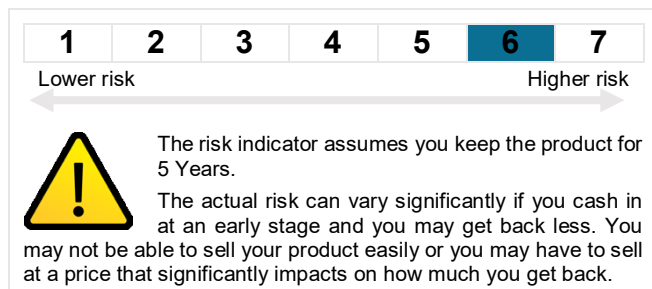 1 2 3 4 5 6 7
Lower risk Higher risk
The risk indicator assumes you keep the product for
5 Years.
The actual risk can vary significantly if you cash in
at an early stage and you may get back less. You
may not be able to sell your product easily or you may have to sell
at a price that significantly impacts on how much you get back.